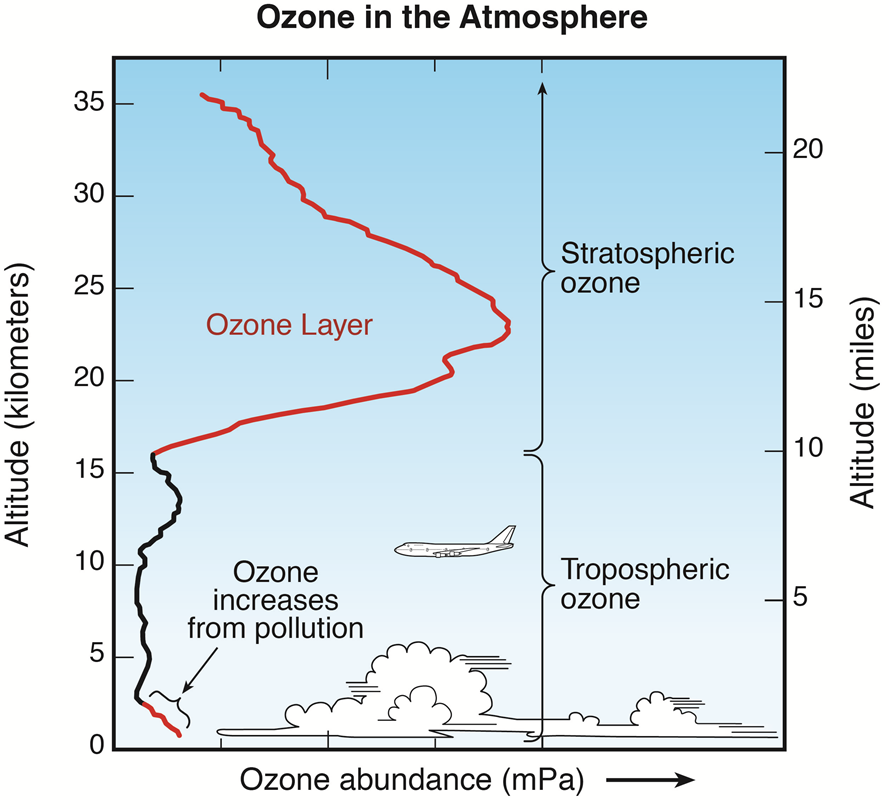 Ozone in the Atmosphere
Altitude (kilometers)
35
30
25
20
15
10
5
0
Ozone Layer
Ozone
increases
from pollution
Stratospheric
ozone
Tropospheric
ozone
20
15
10
5
Altitude (miles)
Ozone abundance (mPa)